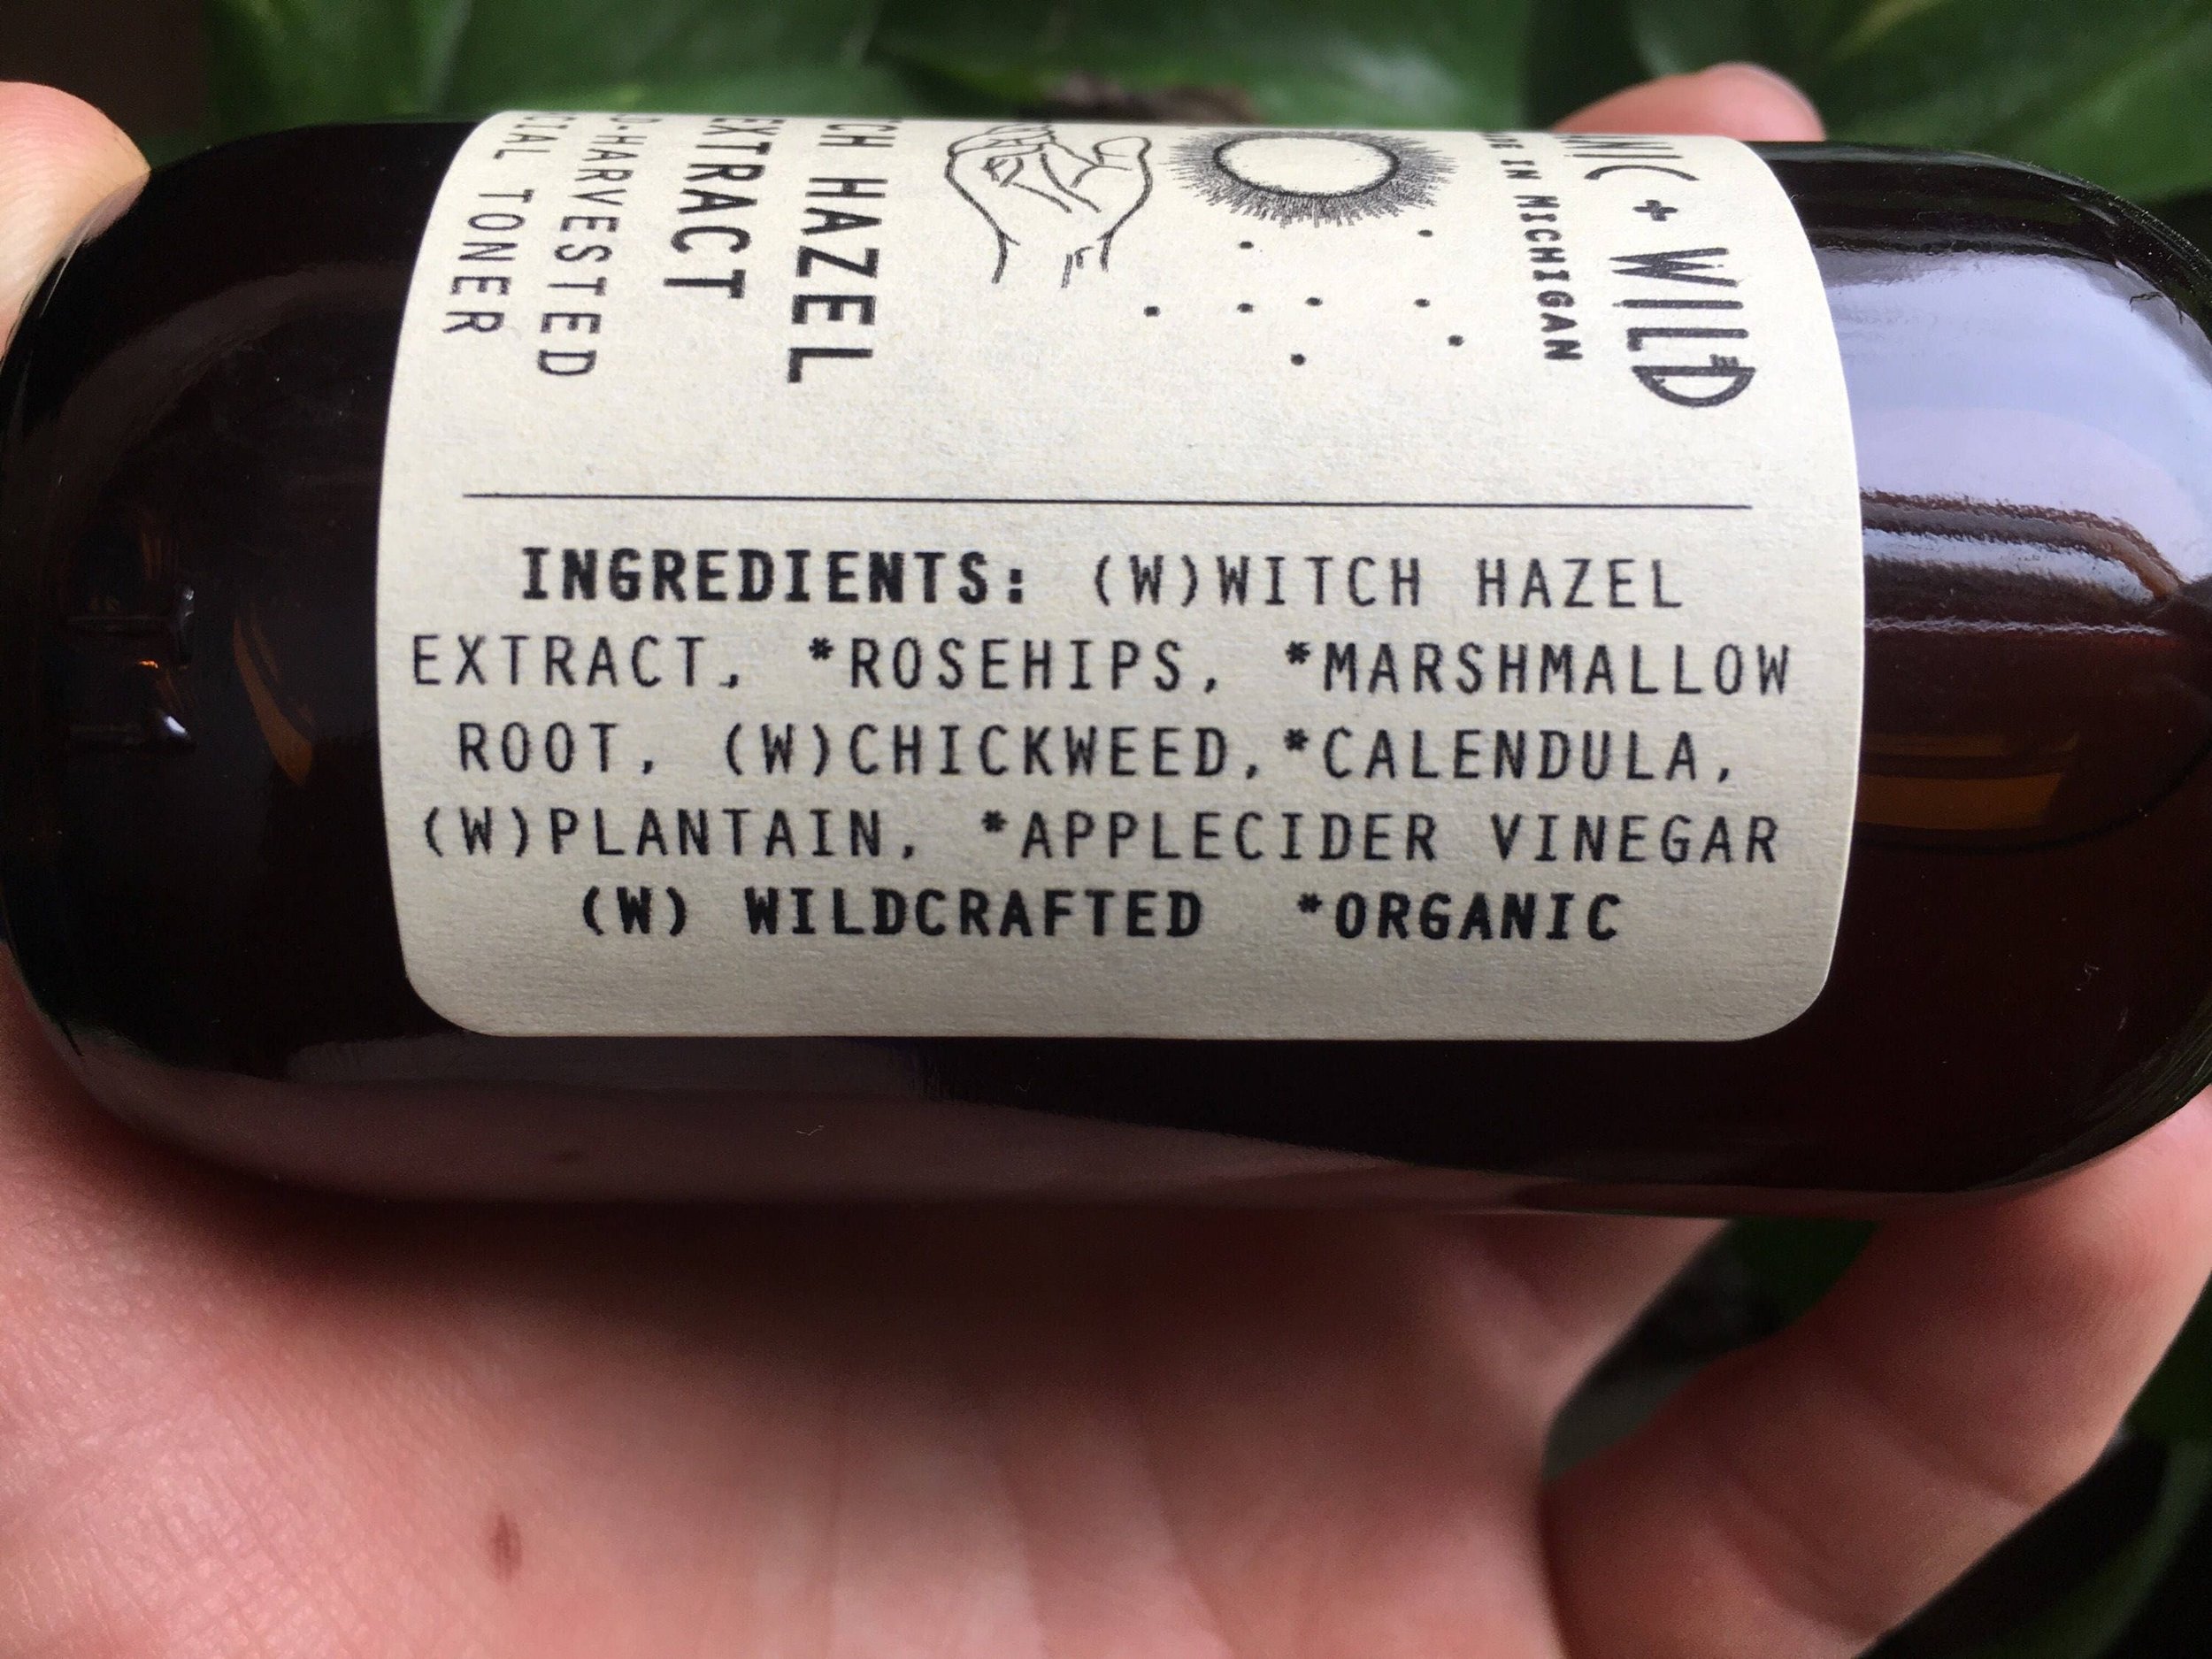 + WILD
IN MICHIGAN
HAZEL
EXTRACT
HARVESTED
TONER
INGREDIENTS: (W)WITCH HAZEL
EXTRACT, *ROSEHIPS, *MARSHMALLOW
ROOT, (W)CHICKWEED,*CALENDULA,
(W)PLANTAIN, *APPLECIDER VINEGAR
(W) WILDCRAFTED *ORGANIC